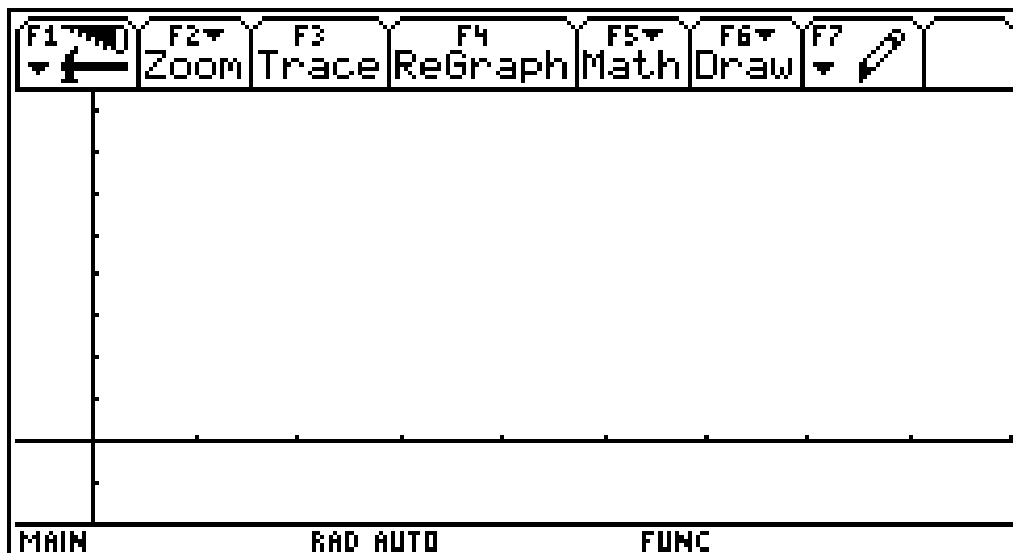 F1 F2 F3 F4 F5 F6 F7
Zoom Trace ReGraph Math Draw
MAIN RAD AUTO FUNC